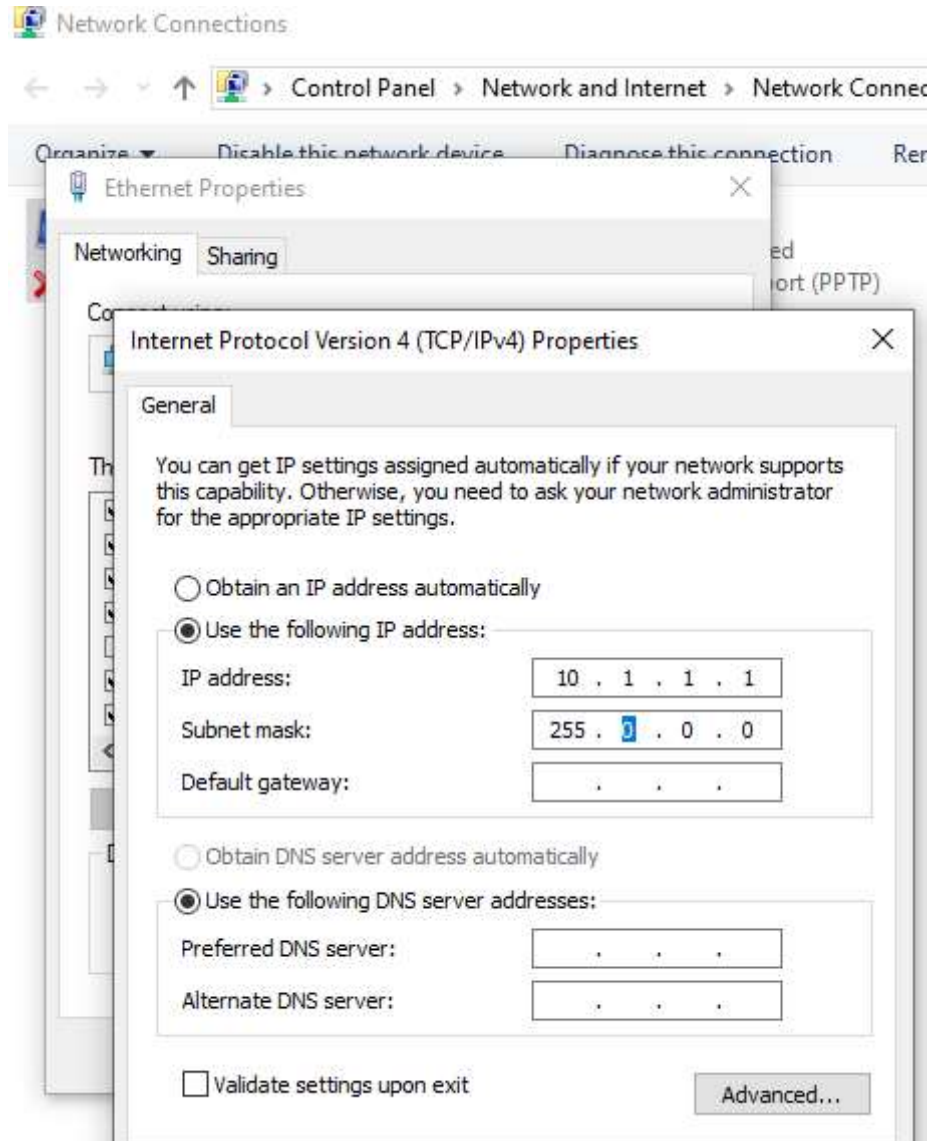 Network Connections
Control Panel > Network and Internet > Network Connec
Organize Disable this network device Diagnose this connection Rer
Ethernet Properties
Networking Sharing
ed
ort (PPTP)
Internet Protocol Version 4 (TCP/IPv4) Properties
General
Th
You can get IP settings assigned automatically if your network supports
this capability. Otherwise, you need to ask your network administrator
for the appropriate IP settings.
Obtain an IP address automatically
Use the following IP address:
IP address: 10 . 1 . 1 . 1
Subnet mask: 255 . 0 . 0 . 0
Default gateway: . . .
Obtain DNS server address automatically
Use the following DNS server addresses:
Preferred DNS server: . . .
Alternate DNS server: . . .
Validate settings upon exit
Advanced...